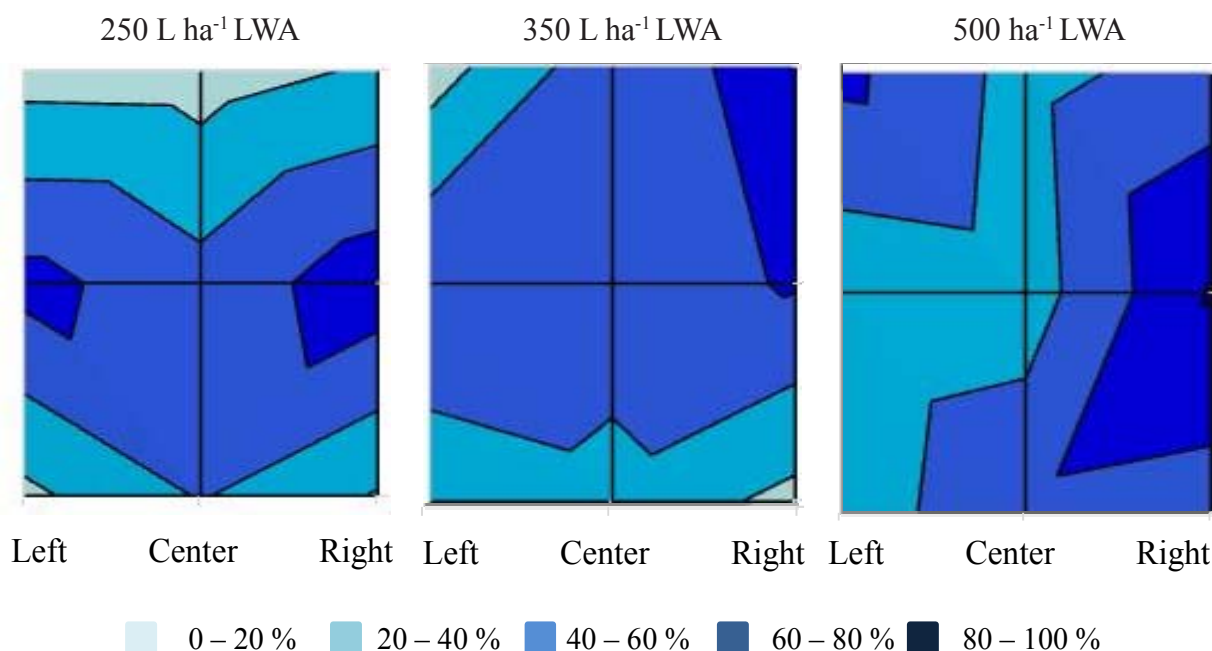 250 L ha⁻¹ LWA 350 L ha⁻¹ LWA 500 ha⁻¹ LWA
Left Center Right Left Center Right Left Center Right
0 – 20 % 20 – 40 % 40 – 60 % 60 – 80 % 80 – 100 %